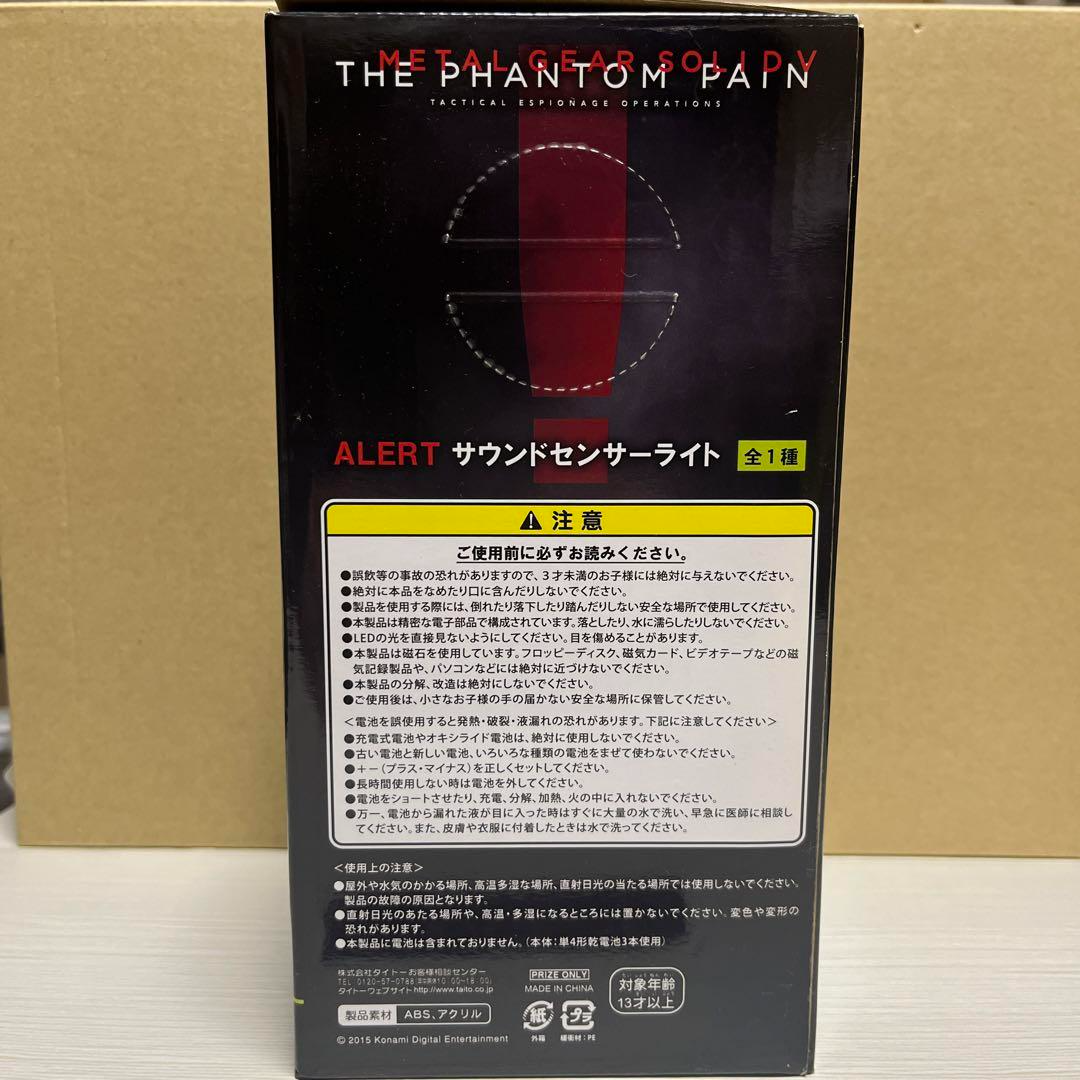 METAL GEAR SOLID V
THE PHANTOM PAIN
TACTICAL ESPIONAGE OPERATIONS
ALERT サウンドセンサーライト 全1種
注意
ご使用前に必ずお読みください。
●誤飲等の事故の恐れがありますので、3才未満のお子様には絶対に与えないでください。
●絶対に本品をなめたり口に含んだりしないでください。
●製品を使用する際には、倒れたり落下したり踏んだりしない安全な場所で使用してください。
●本製品は精密な電子部品で構成されています。落としたり、水に濡らしたりしないでください。
●LEDの光を直接見ないようにしてください。目を傷めることがあります。
●本製品は磁石を使用しています。フロッピーディスク、磁気カード、ビデオテープなどの磁
気記録製品や、パソコンなどには絶対に近づけないでください。
●本製品の分解、改造は絶対にしないでください。
●ご使用後は、小さなお子様の手の届かない安全な場所に保管してください。
＜電池を誤使用すると発熱・破裂・液漏れの恐れがあります。下記に注意してください＞
●充電式電池やオキシライド電池は、絶対に使用しないでください。
●古い電池と新しい電池、いろいろな種類の電池をまぜて使わないでください。
●＋－（プラス・マイナス）を正しくセットしてください。
●長時間使用しない時は電池を外してください。
●電池をショートさせたり、充電、分解、加熱、火の中に入れないでください。
●万一、電池から漏れた液が目に入った時はすぐに大量の水で洗い、早急に医師に相談し
てください。また、皮膚や衣服に付着したときは水で洗ってください。
＜使用上の注意＞
●屋外や水気のかかる場所、高温多湿な場所、直射日光の当たる場所では使用しないでください。
製品の故障の原因となります。
●直射日光のあたる場所や、高温・多湿になるところには置かないでください。変色や変形の
恐れがあります。
●本製品に電池は含まれておりません。（本体：単4形乾電池3本使用）
株式会社タイトーお客様相談センター
TEL 0120-57-0788
(10:00~18:00)
タイトーウェブサイトhttp://www.taito.co.jp
製品素材 ABS、アクリル
© 2015 Konami Digital Entertainment
PRIZE ONLY
MADE IN CHINA
紙
外箱
プラ
緩衝材：PE
たいしょうねんれい
対象年齢
さい いじょう
13才以上